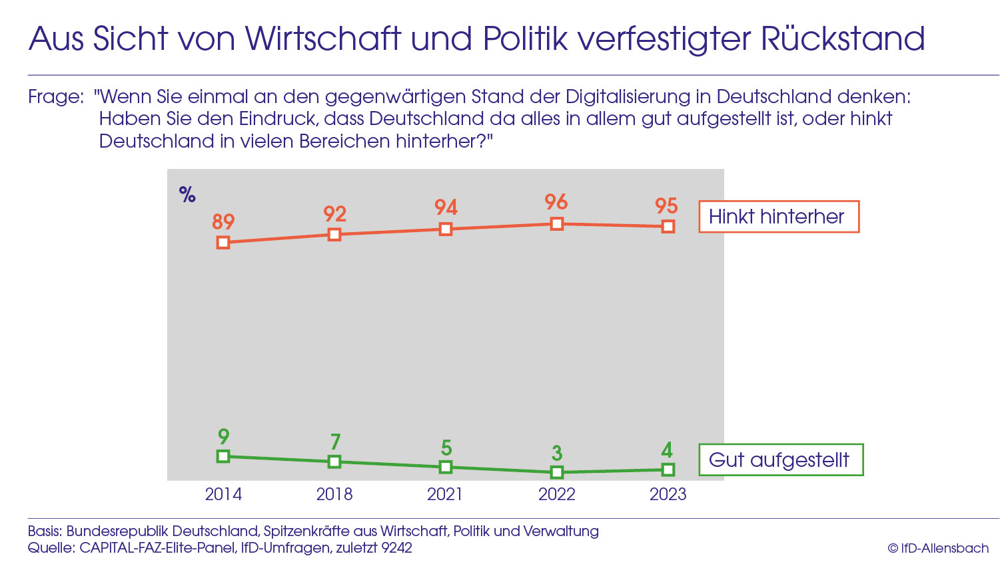 Aus Sicht von Wirtschaft und Politik verfestigter Rückstand
Frage: "Wenn Sie einmal an den gegenwärtigen Stand der Digitalisierung in Deutschland denken:
Haben Sie den Eindruck, dass Deutschland da alles in allem gut aufgestellt ist, oder hinkt
Deutschland in vielen Bereichen hinterher?"
%
89 92 94 96 95
Hinkt hinterher
9 7 5 3 4
Gut aufgestellt
2014 2018 2021 2022 2023
Basis: Bundesrepublik Deutschland, Spitzenkräfte aus Wirtschaft, Politik und Verwaltung
Quelle: CAPITAL-FAZ-Elite-Panel, IfD-Umfragen, zuletzt 9242
© IfD-Allensbach